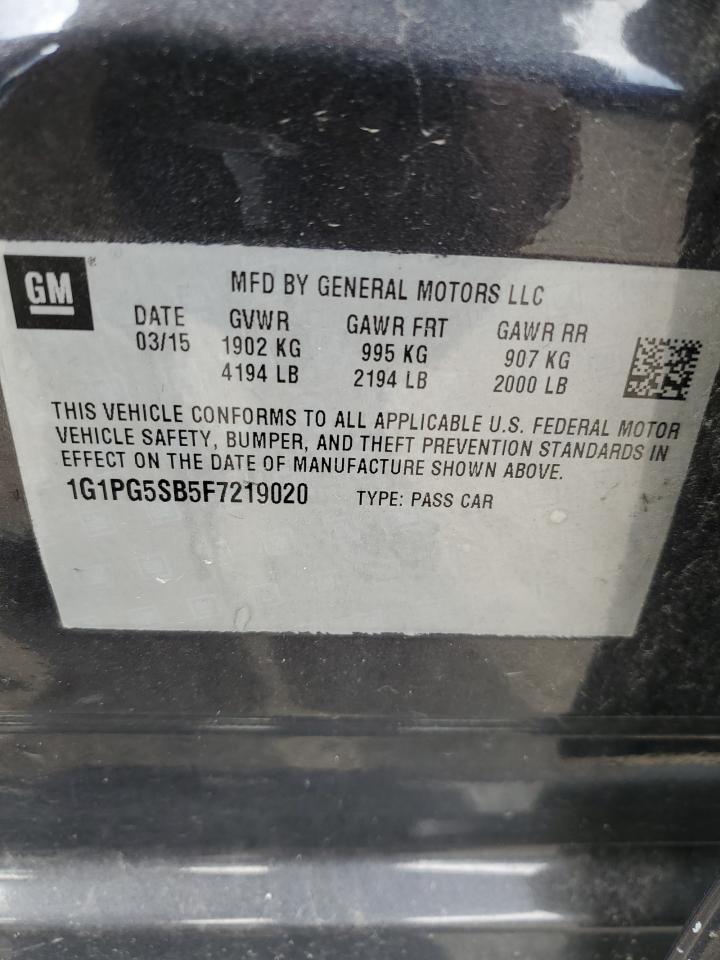 GM®
MFD BY GENERAL MOTORS LLC
DATE GVWR GAWR FRT GAWR RR
03/15 1902 KG 995 KG 907 KG
4194 LB 2194 LB 2000 LB
THIS VEHICLE CONFORMS TO ALL APPLICABLE U.S. FEDERAL MOTOR
VEHICLE SAFETY, BUMPER, AND THEFT PREVENTION STANDARDS IN
EFFECT ON THE DATE OF MANUFACTURE SHOWN ABOVE.
1G1PG5SB5F7219020 TYPE: PASS CAR